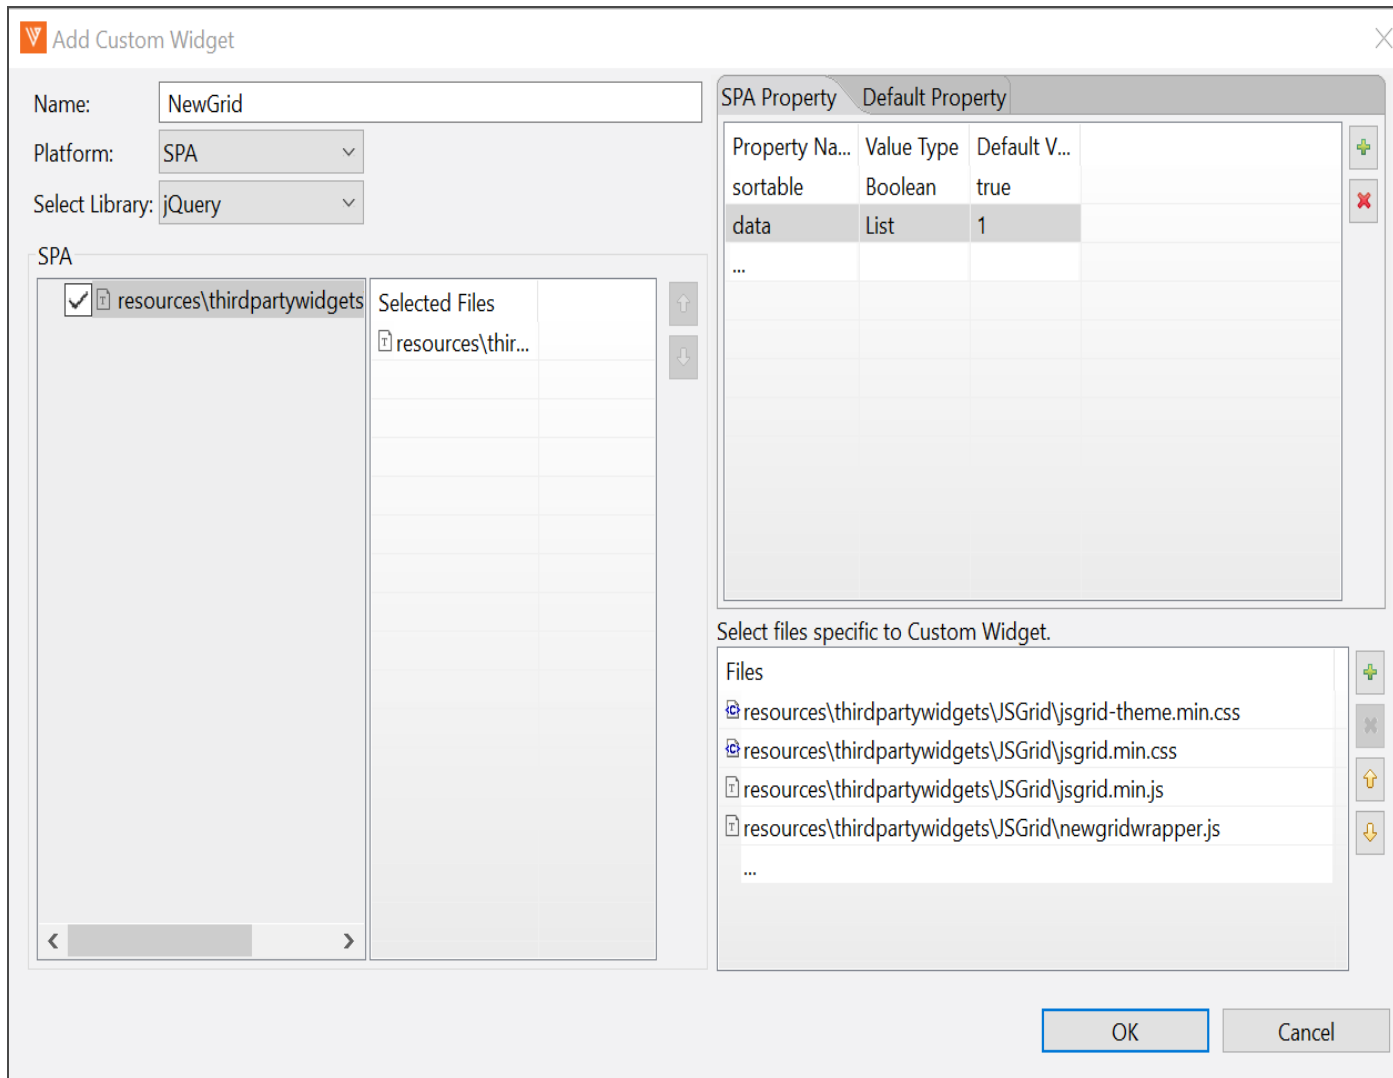 Add Custom Widget
Name: NewGrid
Platform: SPA
Select Library: jQuery
SPA
resources\thirdpartywidgets
Selected Files
resources\thir...
SPA Property Default Property
Property Na... Value Type Default V...
sortable Boolean true
data List 1
...
Select files specific to Custom Widget.
Files
resources\thirdpartywidgets\JSGrid\jsgrid-theme.min.css
resources\thirdpartywidgets\JSGrid\jsgrid.min.css
resources\thirdpartywidgets\JSGrid\jsgrid.min.js
resources\thirdpartywidgets\JSGrid\newgridwrapper.js
...
OK Cancel